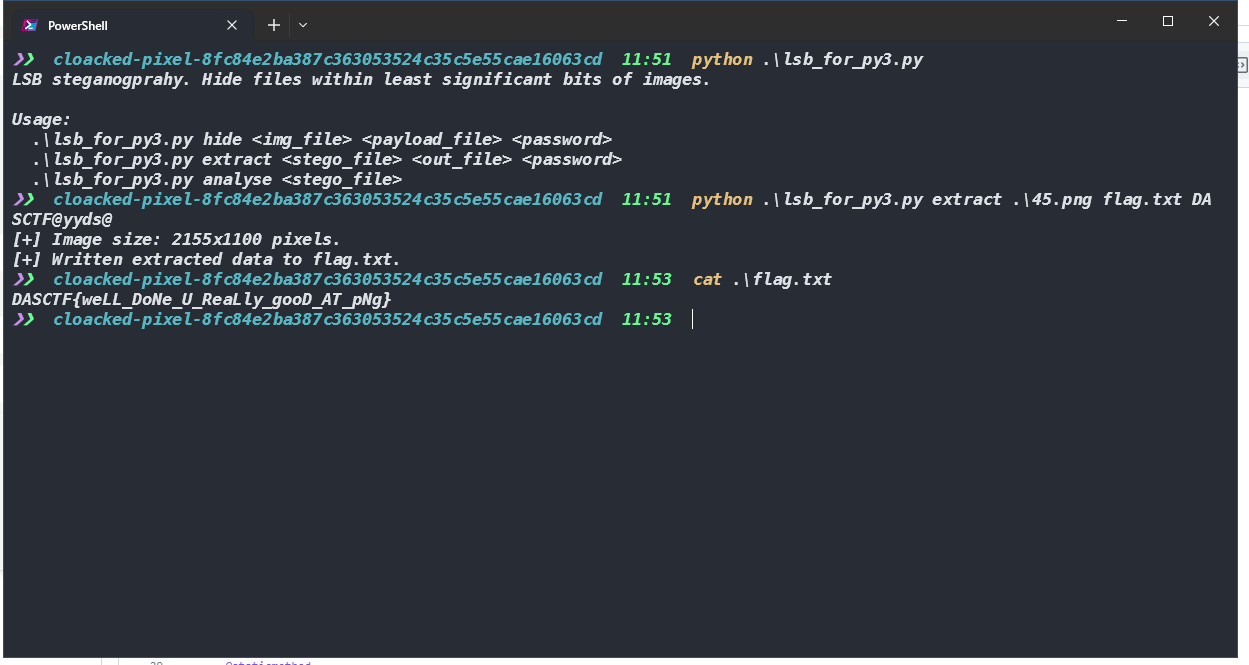 PowerShell
❯❯ cloacked-pixel-8fc84e2ba387c363053524c35c5e55cae16063cd 11:51 python .\lsb_for_py3.py
LSB steganogprahy. Hide files within least significant bits of images.
Usage:
.\lsb_for_py3.py hide <img_file> <payload_file> <password>
.\lsb_for_py3.py extract <stego_file> <out_file> <password>
.\lsb_for_py3.py analyse <stego_file>
❯❯ cloacked-pixel-8fc84e2ba387c363053524c35c5e55cae16063cd 11:51 python .\lsb_for_py3.py extract .\45.png flag.txt DA
SCTF@yyds@
[+] Image size: 2155x1100 pixels.
[+] Written extracted data to flag.txt.
❯❯ cloacked-pixel-8fc84e2ba387c363053524c35c5e55cae16063cd 11:53 cat .\flag.txt
DASCTF{weLL_DoNe_U_ReaLly_gooD_AT_pNg}
❯❯ cloacked-pixel-8fc84e2ba387c363053524c35c5e55cae16063cd 11:53